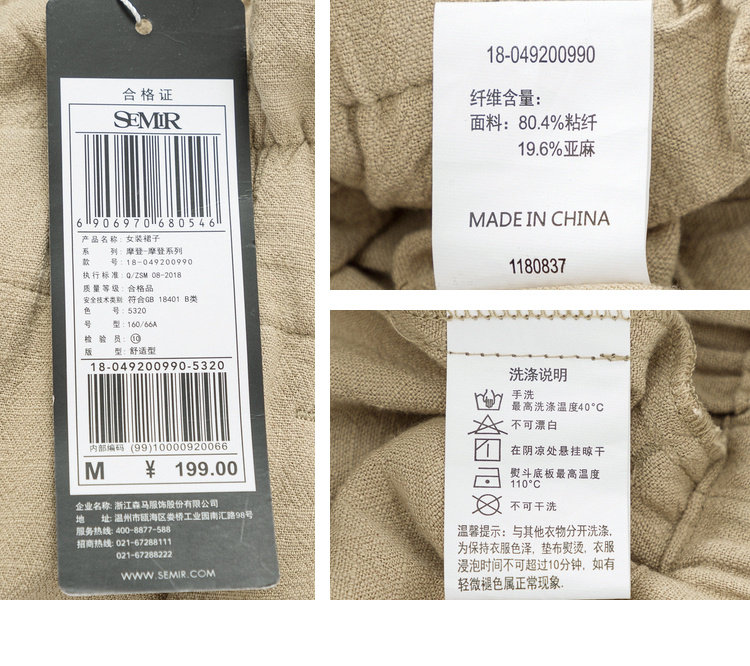 合格证
SEMIR
6 906970 680546
产品名称: 女装裙子
系 列: 摩登-摩登系列
款 号: 18-049200990
执行标准: Q/ZSM 08-2018
质量等级: 合格品
安全技术类别 符合GB 18401 B类
色 号: 5320
号 型: 160/66A
检 验 员: ⑩
版 型: 舒适型
18-049200990-5320
内部编码 (99)10000920066
M ¥ 199.00
企业名称: 浙江森马服饰股份有限公司
地 址: 温州市瓯海区娄桥工业园南汇路98号
服务热线: 400-8877-588
招商热线: 021-67288111
021-67288222
WWW.SEMIR.COM
18-049200990
纤维含量:
面料: 80.4%粘纤
19.6%亚麻
MADE IN CHINA
1180837
洗涤说明
手洗
最高洗涤温度40°C
不可漂白
在阴凉处悬挂晾干
熨斗底板最高温度
110°C
不可干洗
温馨提示: 与其他衣物分开洗涤,
为保持衣服色泽, 垫布熨烫, 衣服
浸泡时间不可超过10分钟, 如有
轻微褪色属正常现象.